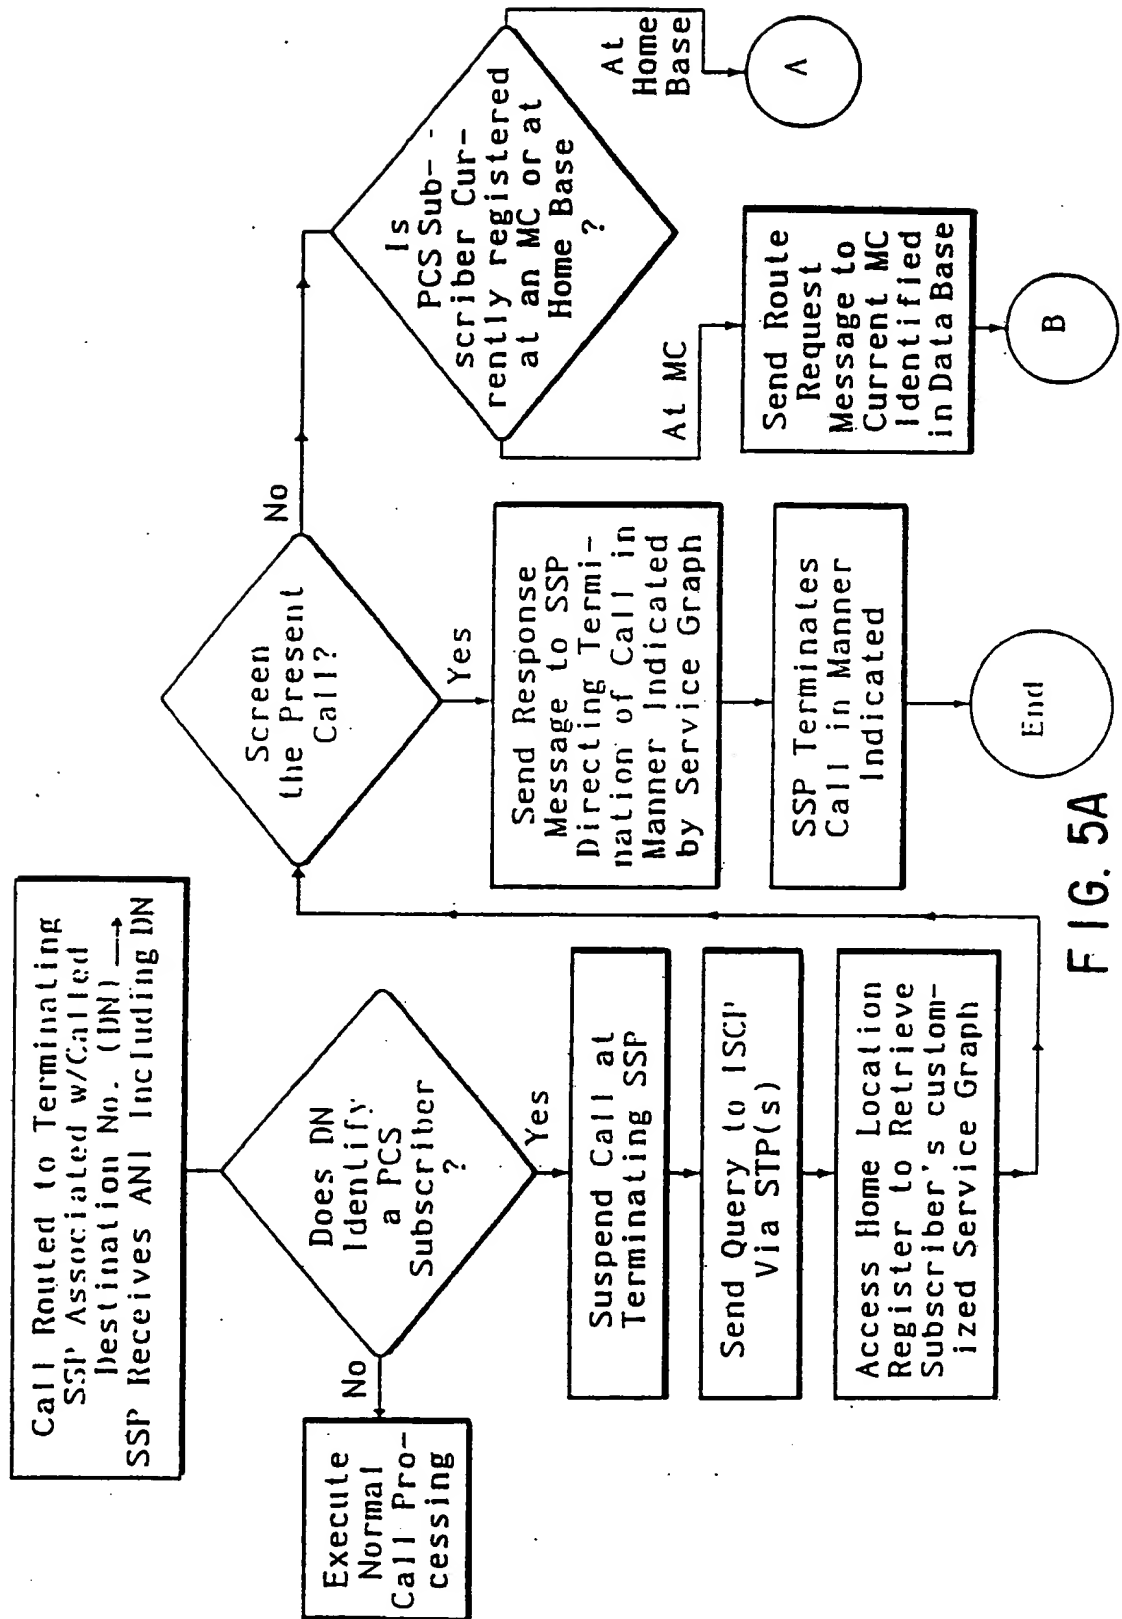 Call Routed to Terminating
SSP Associated w/Called
Destination No. (DN)
SSP Receives ANI Including DN
Does DN
Identify
a PCS
Subscriber
?
No
Execute
Normal
Call Pro-
cessing
Yes
Suspend Call at
Terminating SSP
Send Query to ISCP
Via STP(s)
Access Home Location
Register to Retrieve
Subscriber's custom-
ized Service Graph
Screen
the Present
Call?
Yes
Send Response
Message to SSP
Directing Termi-
nation of Call in
Manner Indicated
by Service Graph
SSP Terminates
Call in Manner
Indicated
End
No
Is
PCS Sub-
scriber Cur-
rently registered
at an MC or at
Home Base
?
At MC
Send Route
Request
Message to
Current MC
Identified
in Data Base
B
At
Home
Base
A
FIG. 5A